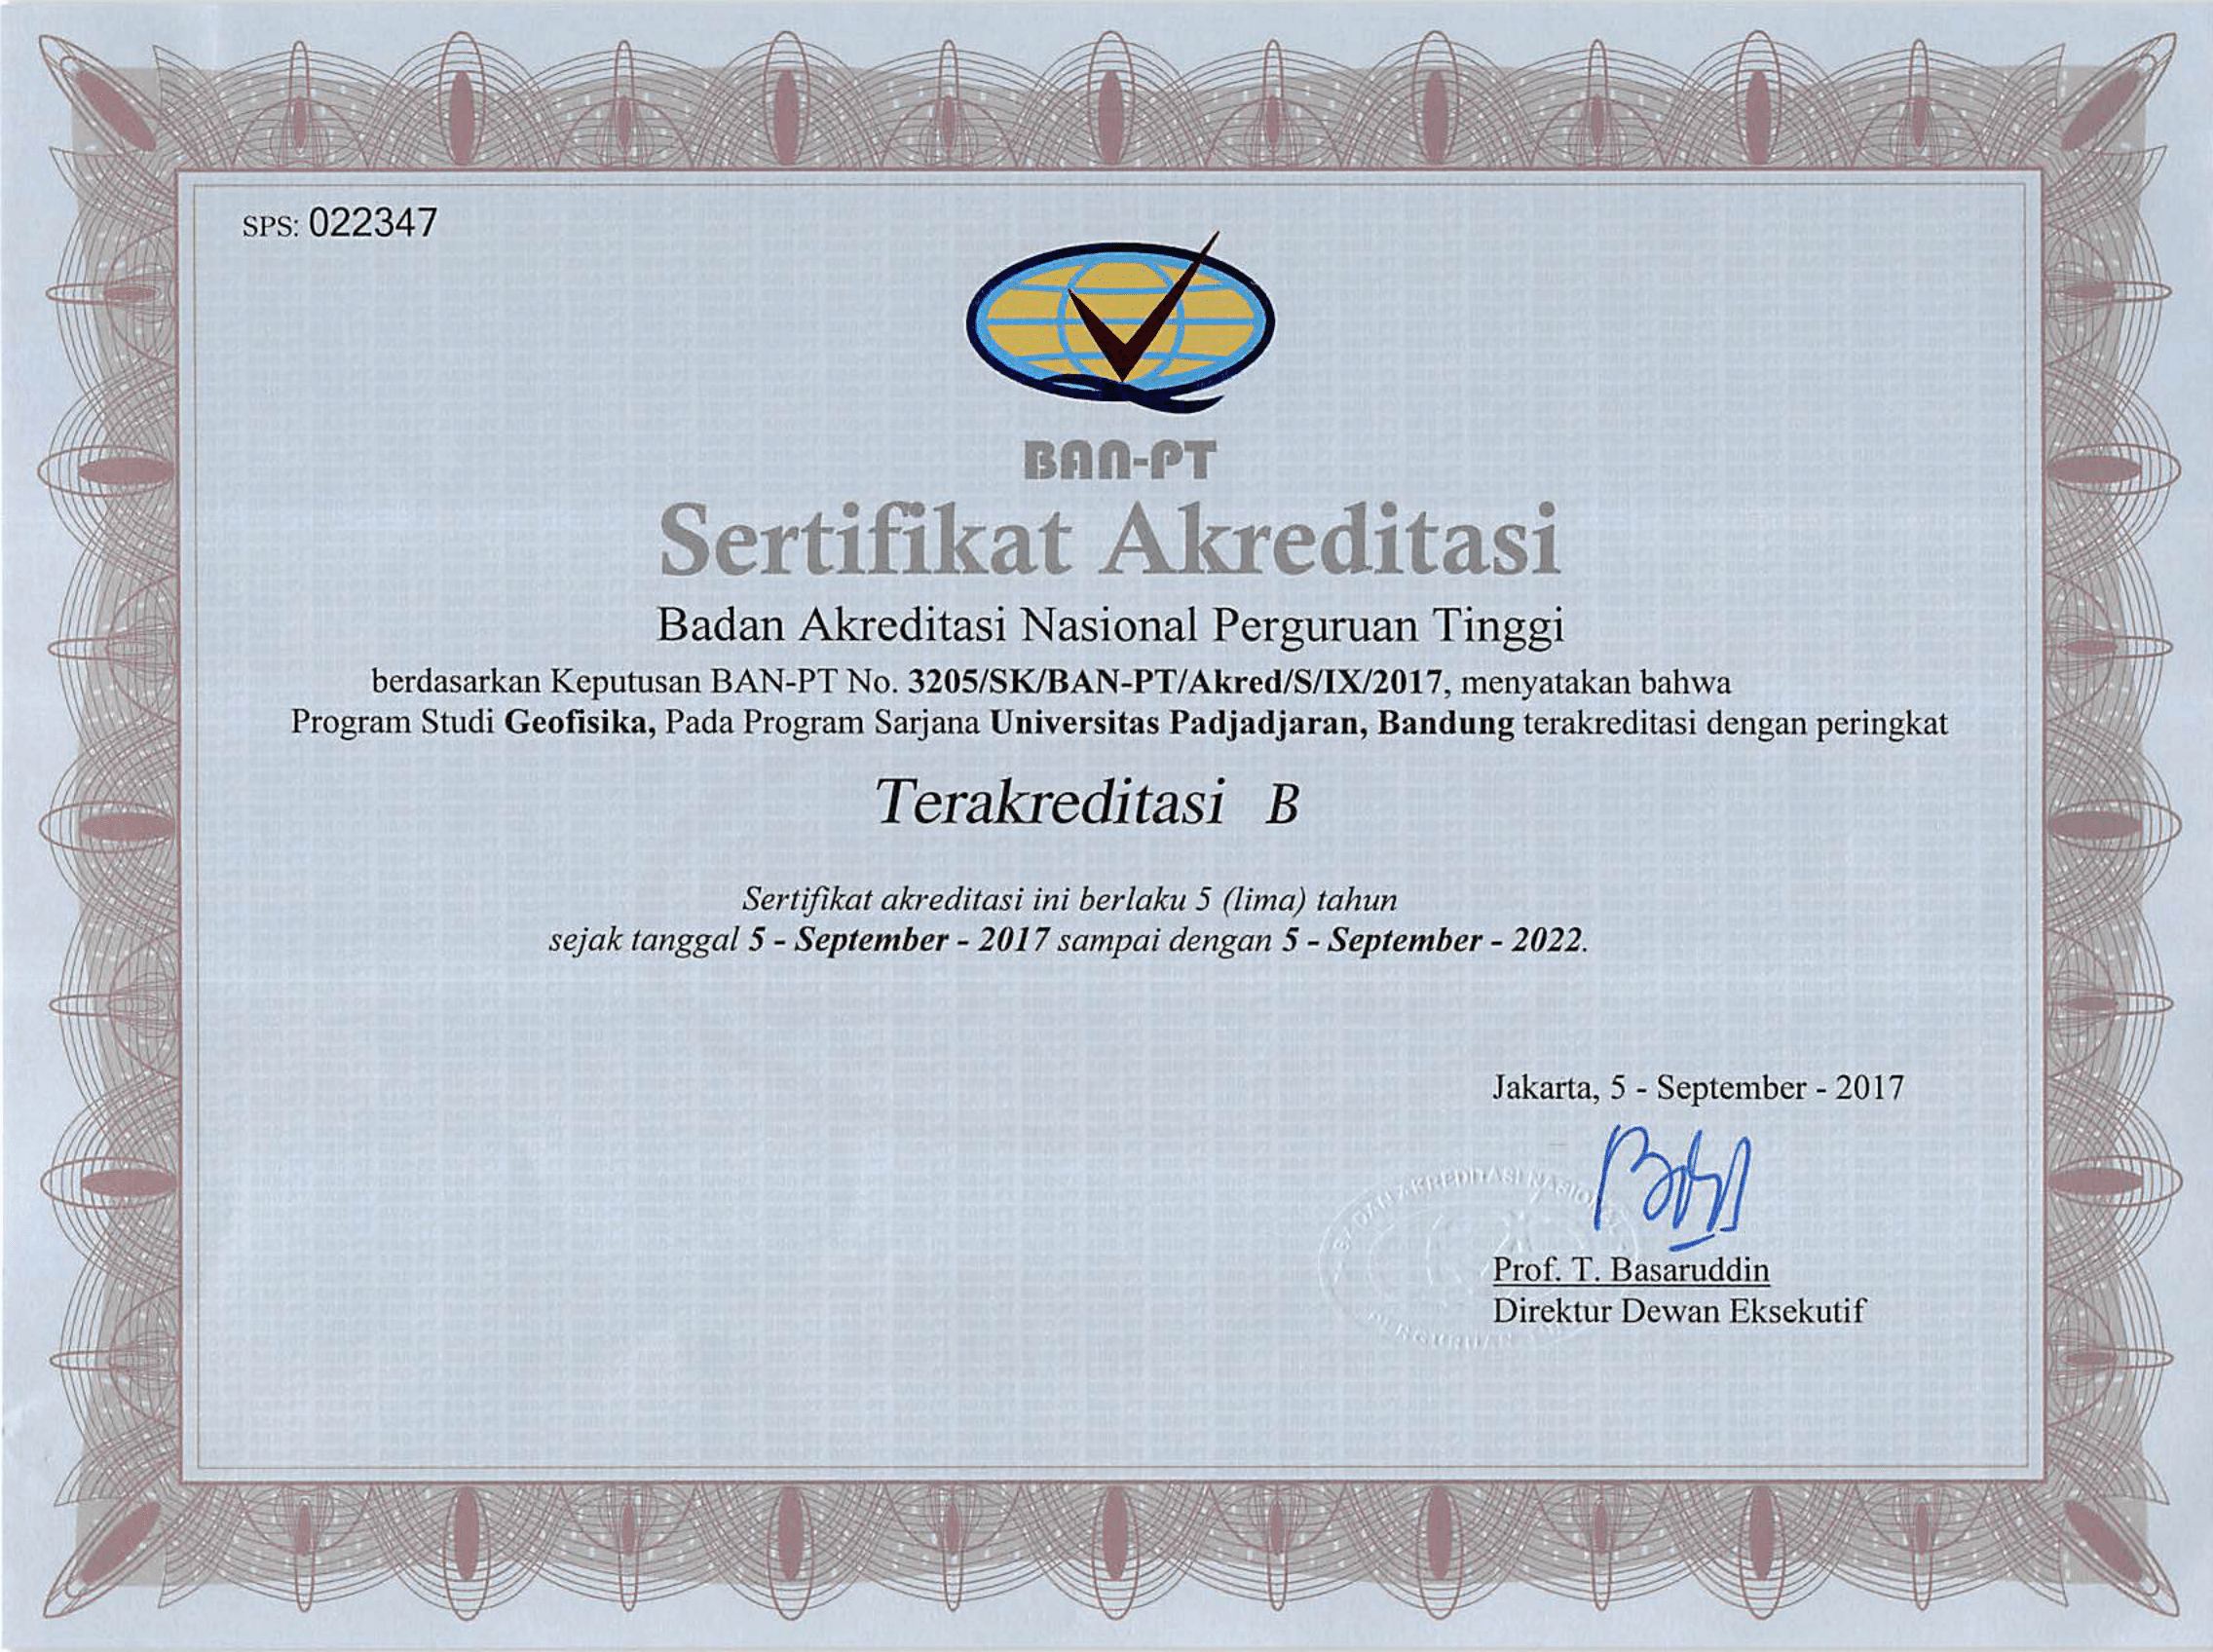 SPS: 022347
BAN-PT
Sertifikat Akreditasi
Badan Akreditasi Nasional Perguruan Tinggi
berdasarkan Keputusan BAN-PT No. 3205/SK/BAN-PT/Akred/S/IX/2017, menyatakan bahwa
Program Studi Geofisika, Pada Program Sarjana Universitas Padjadjaran, Bandung terakreditasi dengan peringkat
Terakreditasi B
Sertifikat akreditasi ini berlaku 5 (lima) tahun
sejak tanggal 5 - September - 2017 sampai dengan 5 - September - 2022.
Jakarta, 5 - September - 2017
BADAN AKREDITASI NASIONAL
PERGURUAN
Prof. T. Basaruddin
Direktur Dewan Eksekutif